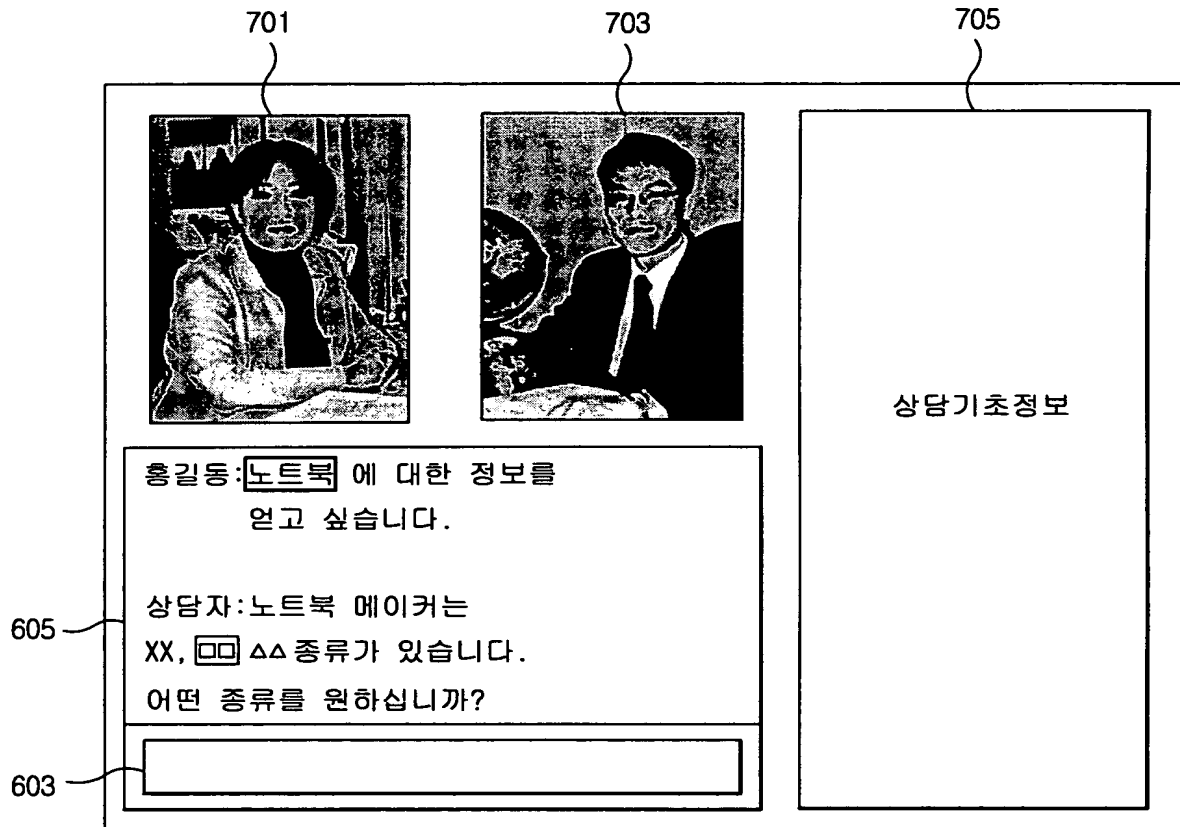 701
703
705
상담기초정보
홍길동:노트북 에 대한 정보를
얻고 싶습니다.
상담자:노트북 메이커는
XX, □□ △△ 종류가 있습니다.
어떤 종류를 원하십니까?
605
603